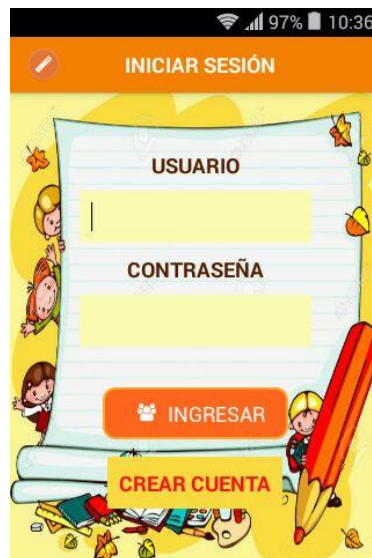 97% 10:36
INICIAR SESIÓN
USUARIO
CONTRASEÑA
INGRESAR
CREAR CUENTA